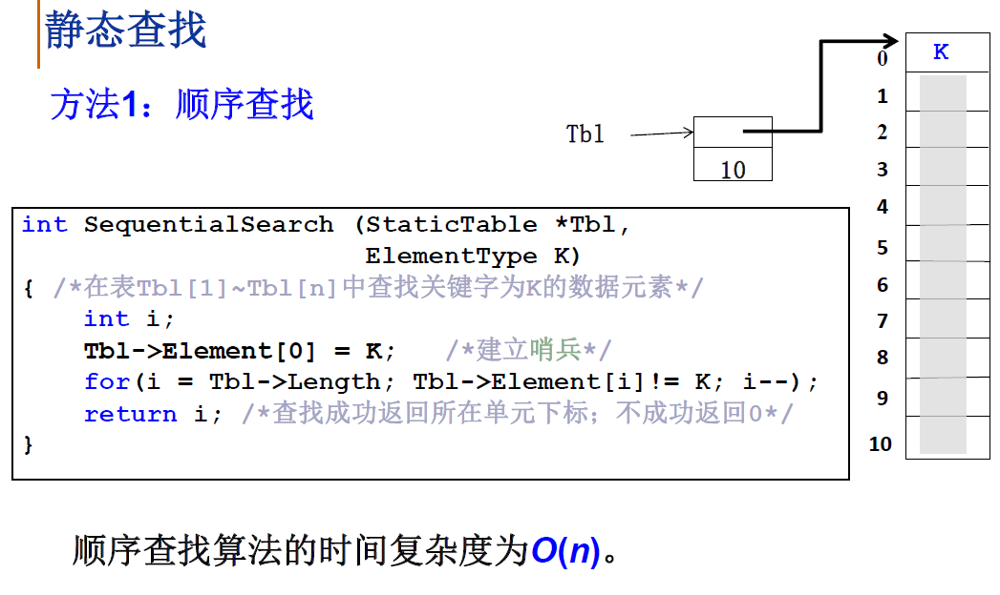 静态查找
方法1：顺序查找
Tbl
10
K
0
1
2
3
4
5
6
7
8
9
10
int SequentialSearch (StaticTable *Tbl,
ElementType K)
{ /*在表Tbl[1]~Tbl[n]中查找关键字为K的数据元素*/
int i;
Tbl->Element[0] = K; /*建立哨兵*/
for(i = Tbl->Length; Tbl->Element[i]!= K; i--);
return i; /*查找成功返回所在单元下标；不成功返回0*/
}
顺序查找算法的时间复杂度为O(n)。